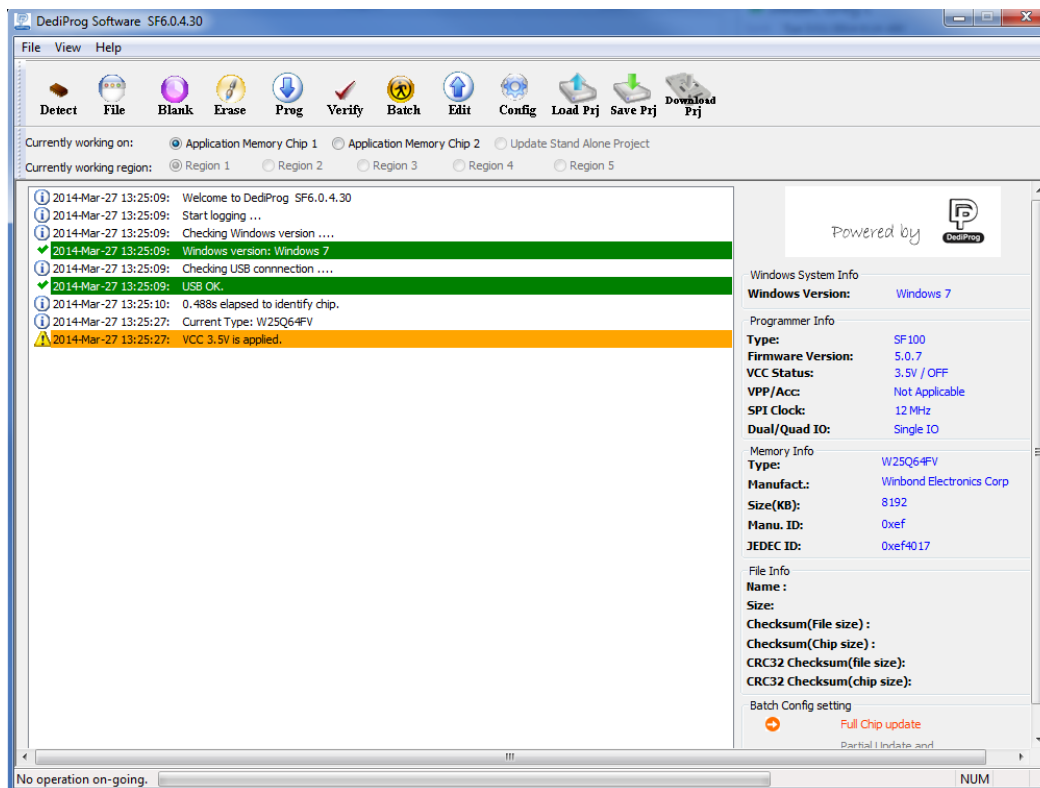 DediProg Software SF6.0.4.30
File View Help
Detect File Blank Erase Prog Verify Batch Edit Config Load Prj Save Prj Download Prj
Currently working on: Application Memory Chip 1 Application Memory Chip 2 Update Stand Alone Project
Currently working region: Region 1 Region 2 Region 3 Region 4 Region 5
2014-Mar-27 13:25:09: Welcome to DediProg SF6.0.4.30
2014-Mar-27 13:25:09: Start logging ...
2014-Mar-27 13:25:09: Checking Windows version ....
2014-Mar-27 13:25:09: Windows version: Windows 7
2014-Mar-27 13:25:09: Checking USB connnection ....
2014-Mar-27 13:25:09: USB OK.
2014-Mar-27 13:25:10: 0.488s elapsed to identify chip.
2014-Mar-27 13:25:27: Current Type: W25Q64FV
2014-Mar-27 13:25:27: VCC 3.5V is applied.
Powered by DediProg
Windows System Info
Windows Version: Windows 7
Programmer Info
Type: SF100
Firmware Version: 5.0.7
VCC Status: 3.5V / OFF
VPP/Acc: Not Applicable
SPI Clock: 12 MHz
Dual/Quad IO: Single IO
Memory Info
Type: W25Q64FV
Manufact.: Winbond Electronics Corp
Size(KB): 8192
Manu. ID: 0xef
JEDEC ID: 0xef4017
File Info
Name :
Size:
Checksum(File size) :
Checksum(Chip size) :
CRC32 Checksum(file size):
CRC32 Checksum(chip size):
Batch Config setting
Full Chip update
Partial Update and
No operation on-going. NUM